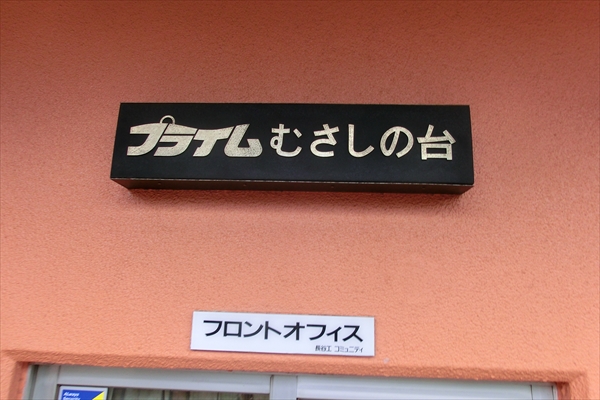 プライムむさしの台
フロントオフィス
長谷工 コミュニティ